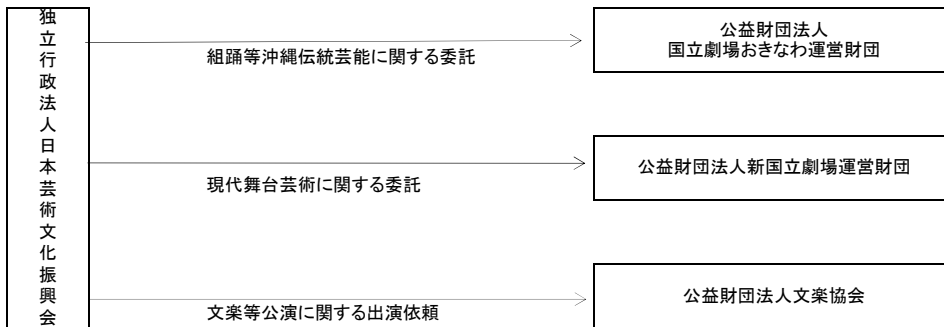 独立行政法人日本芸術文化振興会
組踊等沖縄伝統芸能に関する委託
公益財団法人
国立劇場おきなわ運営財団
現代舞台芸術に関する委託
公益財団法人新国立劇場運営財団
文楽等公演に関する出演依頼
公益財団法人文楽協会